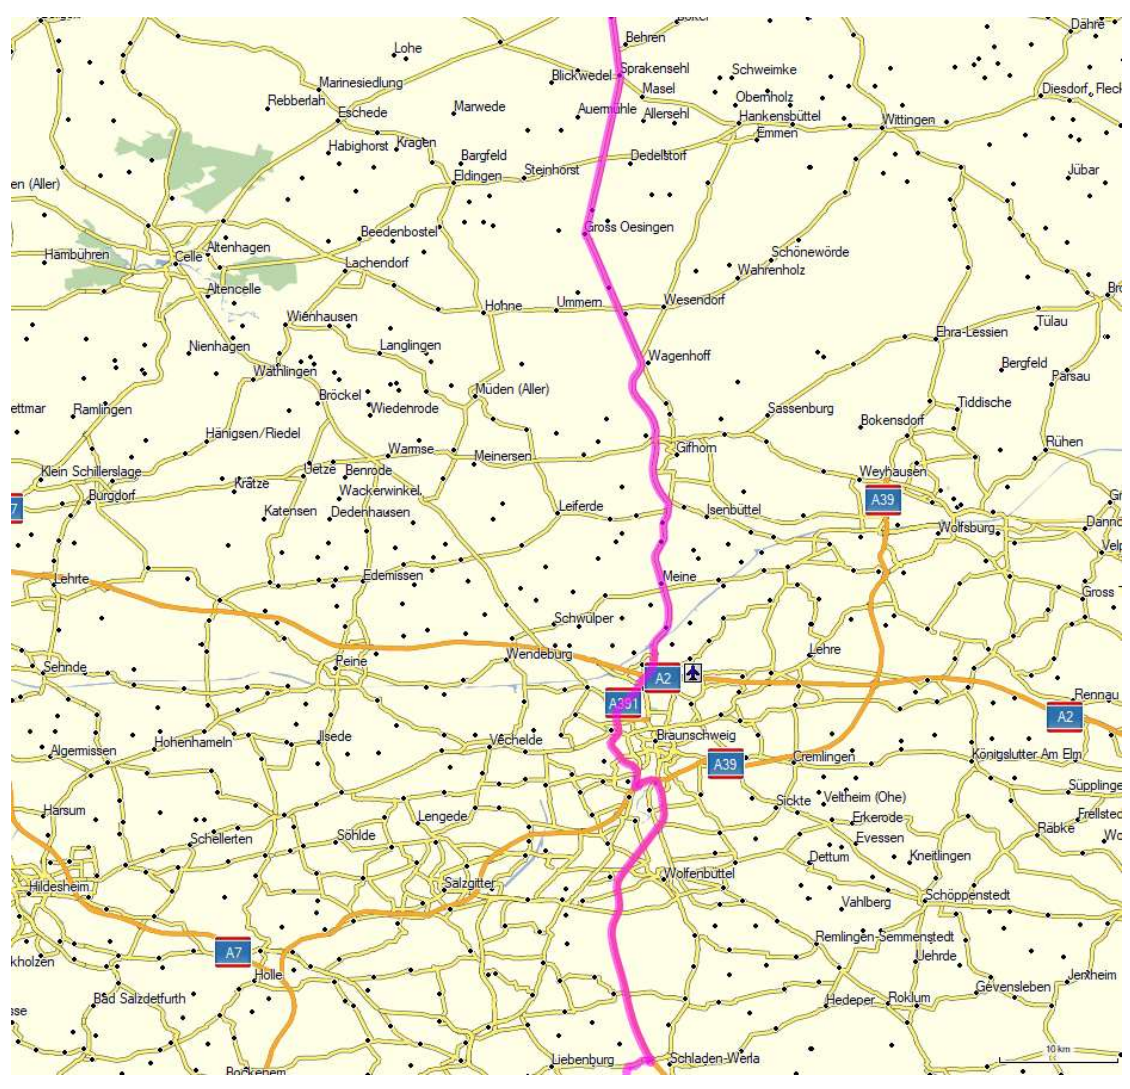 Behren
Dähre
Lohe
Sprakensehl
Schweimke
Blickwedel
Marinesiedlung
Masel
Diesdorf
Rebberlah
Obernholz
Eschede
Marwede
Auermühle
Allersehl
Hankensbüttel
Wittingen
Emmen
Habighorst
Kragen
Bargfeld
Dedelstorf
Steinhorst
Eldingen
Jübar
en (Aller)
Gross Oesingen
Beedenbostel
Altenhagen
Hambühren
Celle
Schönewörde
Lachendorf
Wahrenholz
Altencelle
Hohne
Ummern
Wesendorf
Wienhausen
Tülau
Ehra-Lessien
Nienhagen
Langlingen
Wagenhoff
Bergfeld
Wathlingen
Parsau
Müden (Aller)
Bröckel
ettmar
Ramlingen
Wiedenrode
Sassenburg
Tiddische
Bokensdorf
Hänigsen/Riedel
Rühen
Warmse
Gifhorn
Meinersen
Klein Schillerslage
Uetze
Benrode
Weyhausen
Krätze
Wackerwinkel
Burgdorf
A39
7
Leiferde
Isenbüttel
Katensen
Dedenhausen
Wolfsburg
Edemissen
Lehrte
Meine
Schwülper
Lehre
Wendeburg
Peine
Sehnde
A2
Rennau
A391
A2
Ilsede
Vechelde
Braunschweig
Hohenhameln
Algermissen
Cremlingen
Königslutter Am Elm
A39
Sickte
Veltheim (Ohe)
Harsum
Lengede
Erkerode
Räbke
Schellerten
Söhlde
Evessen
Dettum
Kneitlingen
Hildesheim
Salzgitter
Wolfenbüttel
Schöppenstedt
Vahlberg
Remlingen-Semmenstedt
A7
Uehrde
ckholzen
Holle
Jerxheim
Gevensleben
Bad Salzdetfurth
Hedeper
Roklum
sse
Liebenburg
Schladen-Werla
10 km
Bockenem